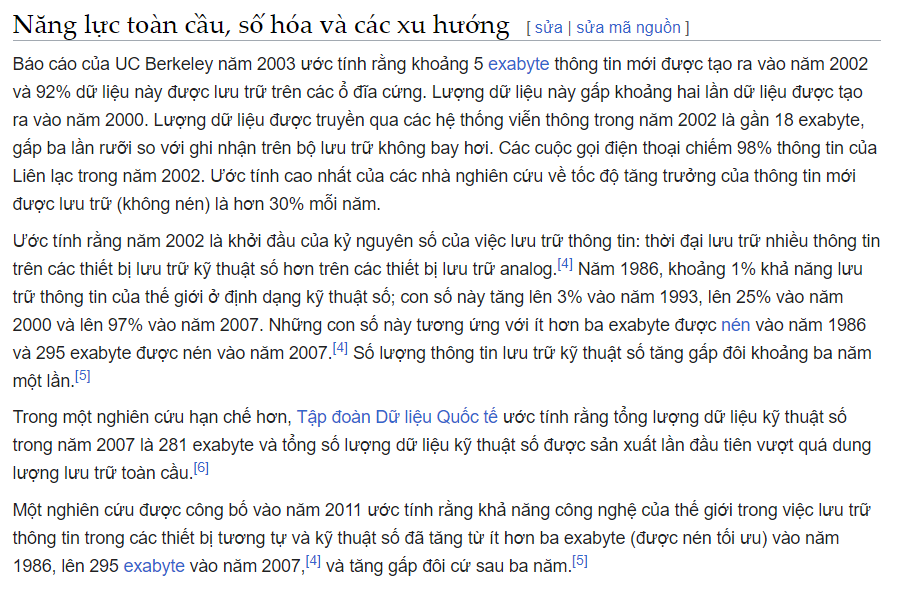 Năng lực toàn cầu, số hóa và các xu hướng [ sửa | sửa mã nguồn ]
Báo cáo của UC Berkeley năm 2003 ước tính rằng khoảng 5 exabyte thông tin mới được tạo ra vào năm 2002
và 92% dữ liệu này được lưu trữ trên các ổ đĩa cứng. Lượng dữ liệu này gấp khoảng hai lần dữ liệu được tạo
ra vào năm 2000. Lượng dữ liệu được truyền qua các hệ thống viễn thông trong năm 2002 là gần 18 exabyte,
gấp ba lần rưỡi so với ghi nhận trên bộ lưu trữ không bay hơi. Các cuộc gọi điện thoại chiếm 98% thông tin của
Liên lạc trong năm 2002. Ước tính cao nhất của các nhà nghiên cứu về tốc độ tăng trưởng của thông tin mới
được lưu trữ (không nén) là hơn 30% mỗi năm.
Ước tính rằng năm 2002 là khởi đầu của kỷ nguyên số của việc lưu trữ thông tin: thời đại lưu trữ nhiều thông tin
trên các thiết bị lưu trữ kỹ thuật số hơn trên các thiết bị lưu trữ analog.[4] Năm 1986, khoảng 1% khả năng lưu
trữ thông tin của thế giới ở định dạng kỹ thuật số; con số này tăng lên 3% vào năm 1993, lên 25% vào năm
2000 và lên 97% vào năm 2007. Những con số này tương ứng với ít hơn ba exabyte được nén vào năm 1986
và 295 exabyte được nén vào năm 2007.[4] Số lượng thông tin lưu trữ kỹ thuật số tăng gấp đôi khoảng ba năm
một lần.[5]
Trong một nghiên cứu hạn chế hơn, Tập đoàn Dữ liệu Quốc tế ước tính rằng tổng lượng dữ liệu kỹ thuật số
trong năm 2007 là 281 exabyte và tổng số lượng dữ liệu kỹ thuật số được sản xuất lần đầu tiên vượt quá dung
lượng lưu trữ toàn cầu.[6]
Một nghiên cứu được công bố vào năm 2011 ước tính rằng khả năng công nghệ của thế giới trong việc lưu trữ
thông tin trong các thiết bị tương tự và kỹ thuật số đã tăng từ ít hơn ba exabyte (được nén tối ưu) vào năm
1986, lên 295 exabyte vào năm 2007,[4] và tăng gấp đôi cứ sau ba năm.[5]